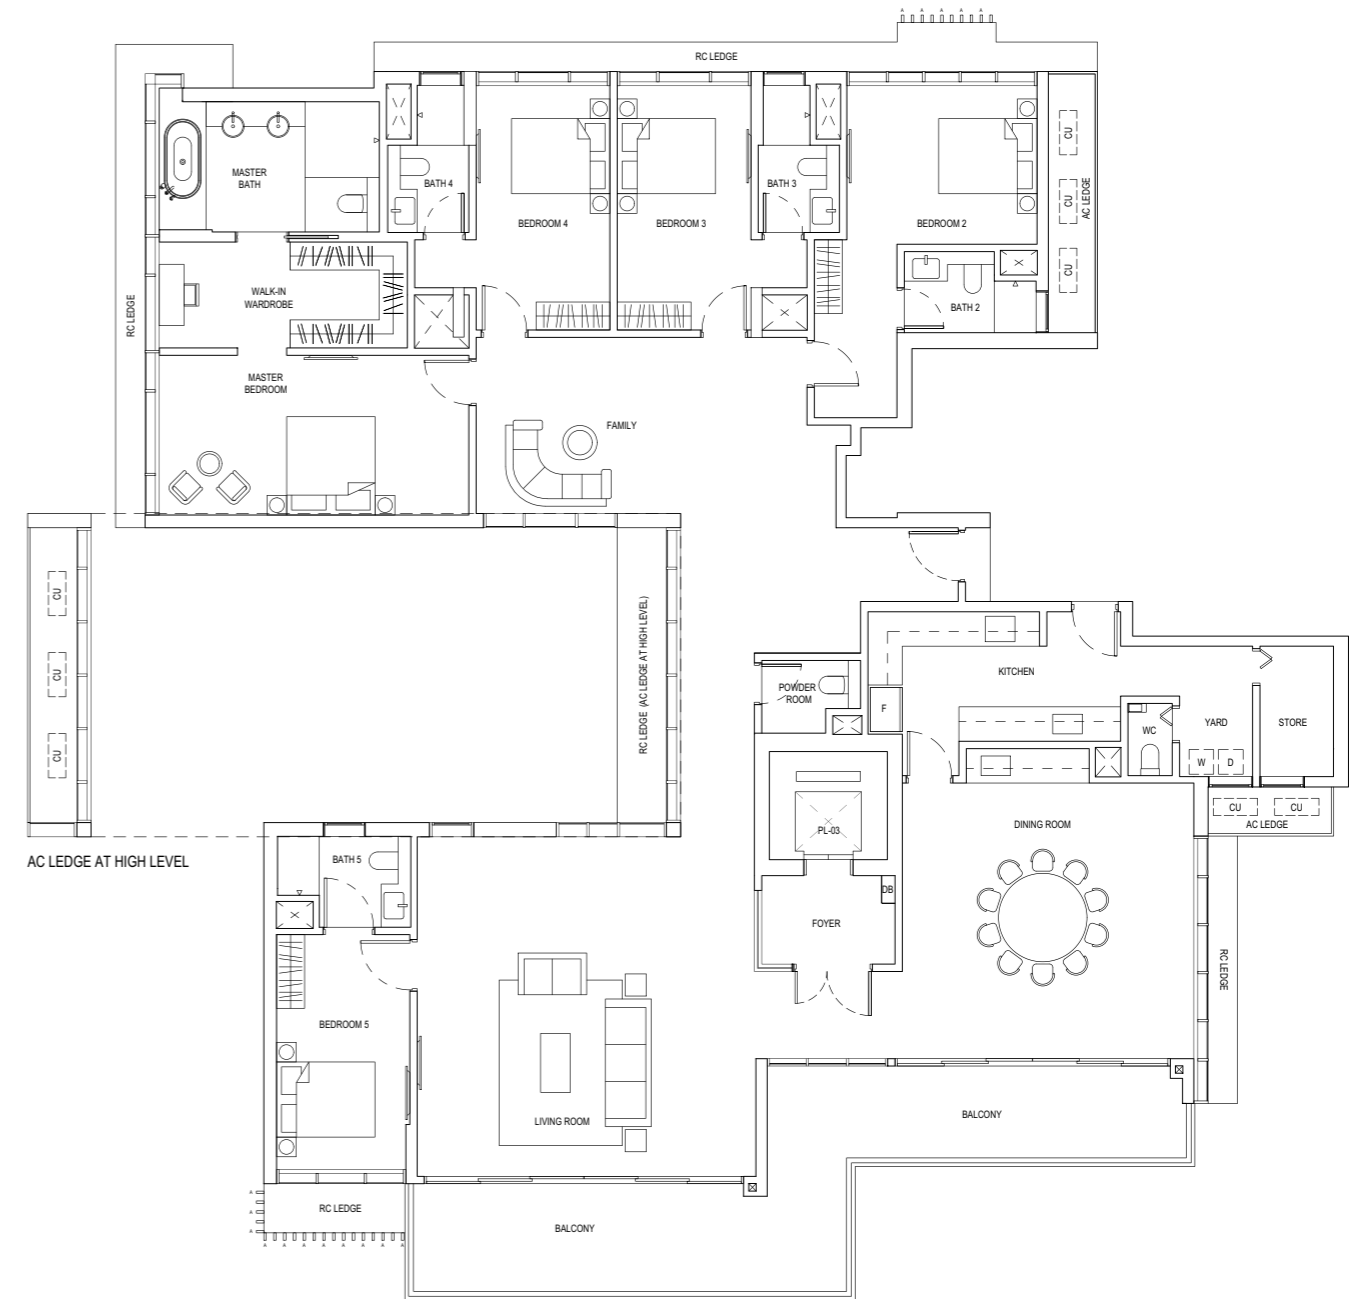 RC LEDGE
CU
CU
CU
AC LEDGE
MASTER
BATH
BATH 4
BEDROOM 4
BEDROOM 3
BATH 3
BEDROOM 2
RC LEDGE
WALK-IN
WARDROBE
BATH 2
MASTER
BEDROOM
FAMILY
CU
CU
CU
RC LEDGE (AC LEDGE AT HIGH LEVEL)
AC LEDGE AT HIGH LEVEL
KITCHEN
POWDER
ROOM
F
WC
YARD
STORE
W
D
CU
CU
AC LEDGE
PL-03
DINING ROOM
BATH 5
DB
FOYER
RC LEDGE
BEDROOM 5
LIVING ROOM
BALCONY
RC LEDGE
BALCONY